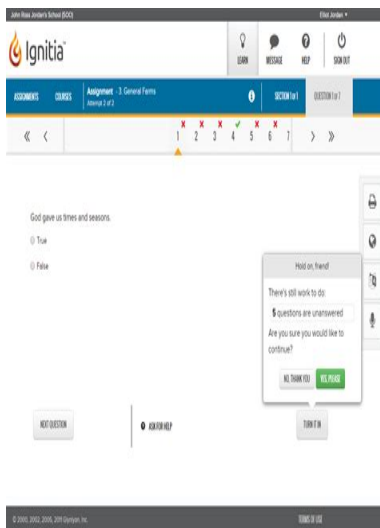 John Ross Jorden's School (SOO)
Elliot Jorden
Ignitia
LEARN
MESSAGE
HELP
SIGN OUT
ASSIGNMENTS
COURSES
Assignment - 3. General Forms
Attempt 2 of 2
SECTION 1 of 1
QUESTION 1 of 7
1 2 3 4 5 6 7
God gave us times and seasons.
True
False
Hold on, friend!
There's still work to do:
5 questions are unanswered
Are you sure you would like to
continue?
NO, THANK YOU
YES, PLEASE
NEXT QUESTION
ASK FOR HELP
TURN IT IN
TERMS OF USE